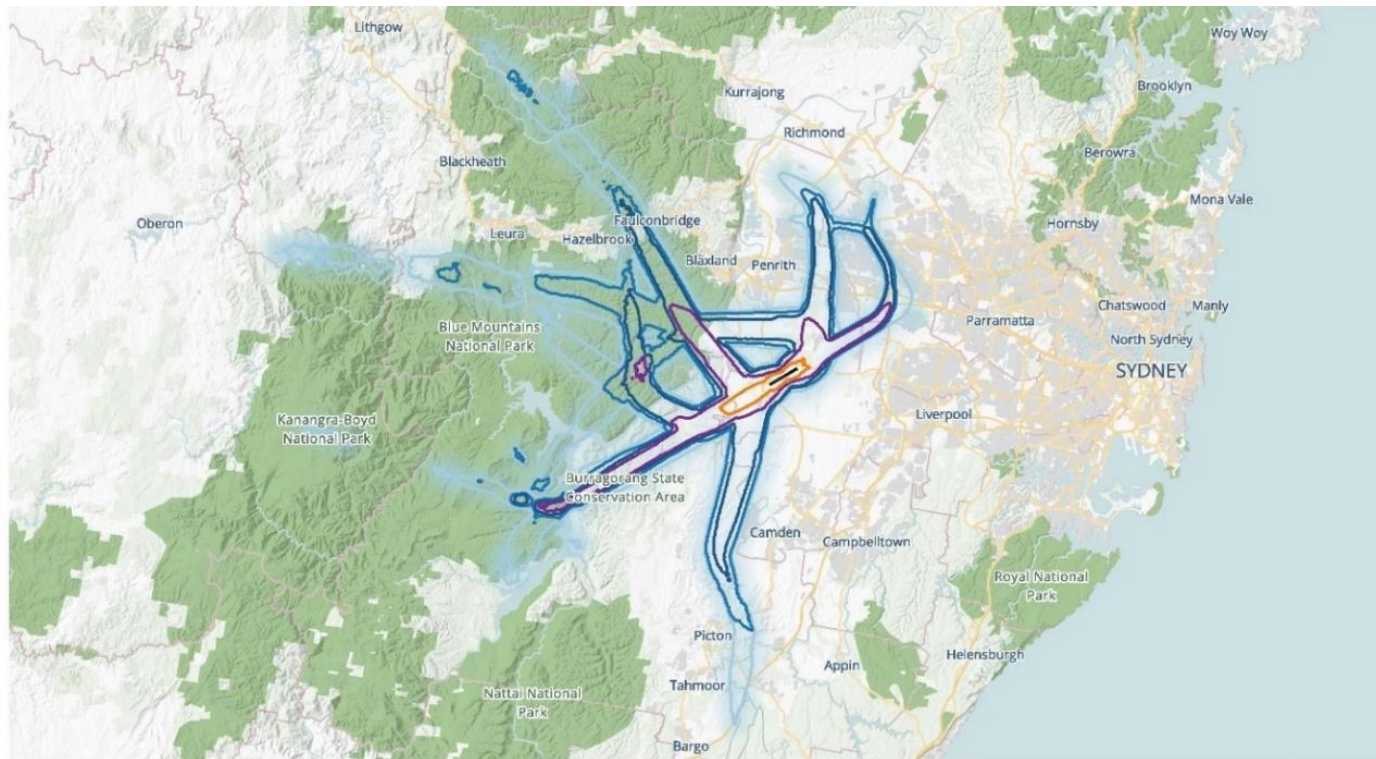 Lithgow
Woy Woy
Kurrajong
Brooklyn
Richmond
Blackheath
Berowra
Mona Vale
Oberon
Faulconbridge
Hornsby
Leura
Hazelbrook
Blaxland
Penrith
Chatswood
Manly
Parramatta
Blue Mountains
National Park
North Sydney
SYDNEY
Kanangra-Boyd
National Park
Liverpool
Burragorang State
Conservation Area
Camden
Campbelltown
Royal National
Park
Picton
Helensburgh
Appin
Tahmoor
Nattai National
Park
Bargo